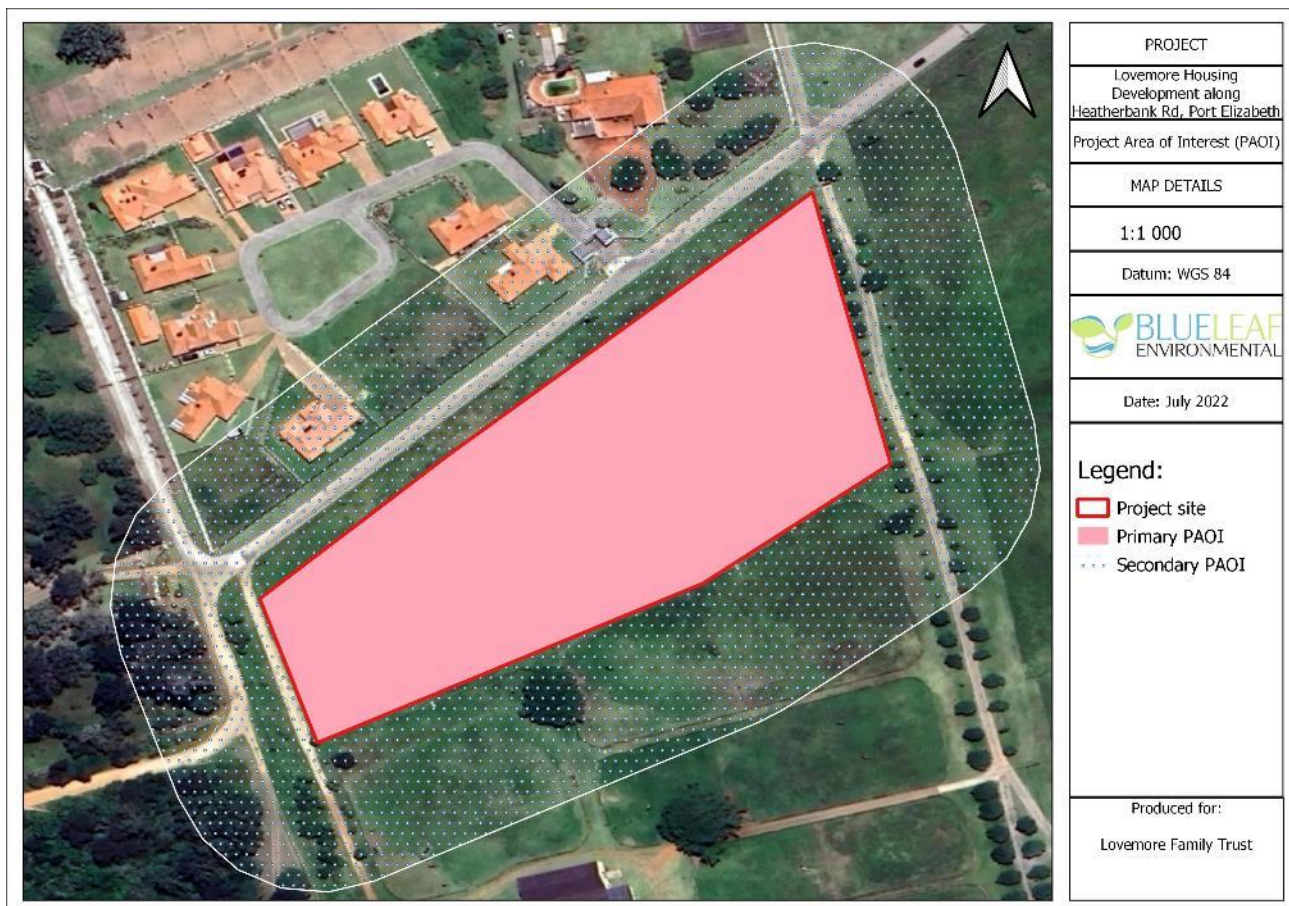 PROJECT
Lovemore Housing
Development along
Heatherbank Rd, Port Elizabeth
Project Area of Interest (PAOI)
MAP DETAILS
1:1 000
Datum: WGS 84
BLUELEAF
ENVIRONMENTAL
Date: July 2022
Legend:
Project site
Primary PAOI
Secondary PAOI
Produced for:
Lovemore Family Trust